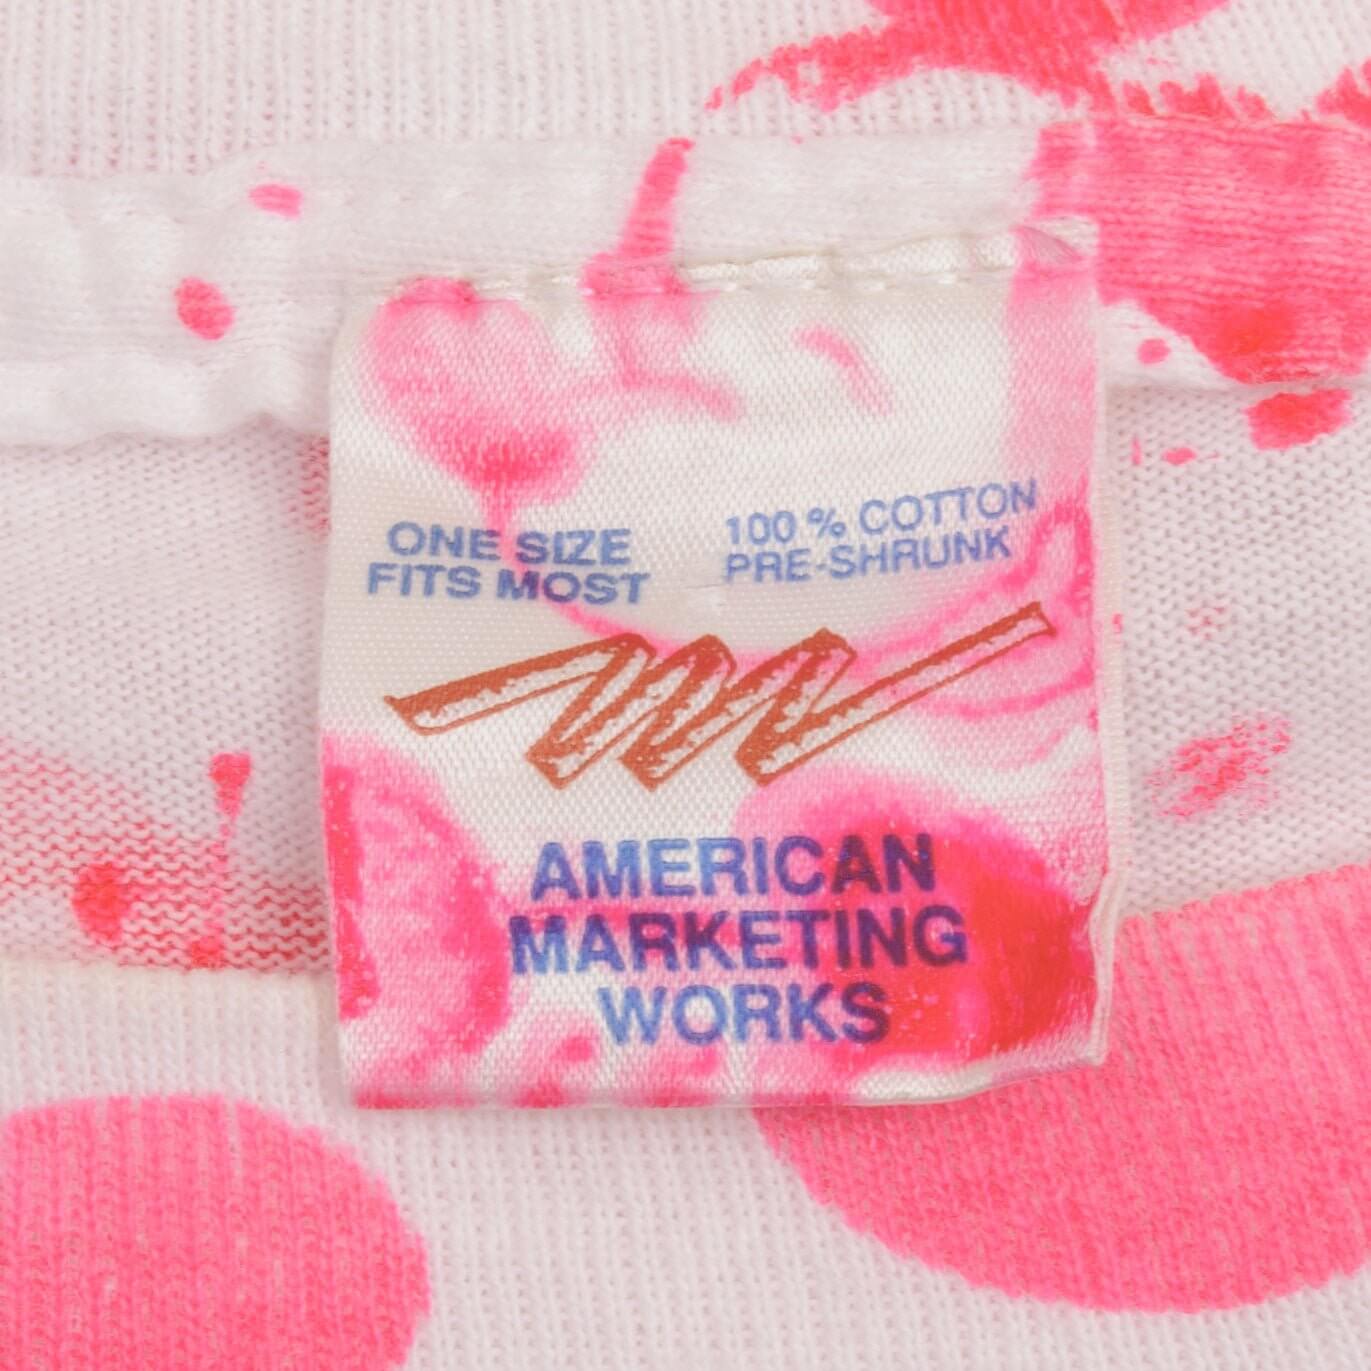 ONE SIZE
FITS MOST
100 % COTTON
PRE-SHRUNK
AMERICAN
MARKETING
WORKS